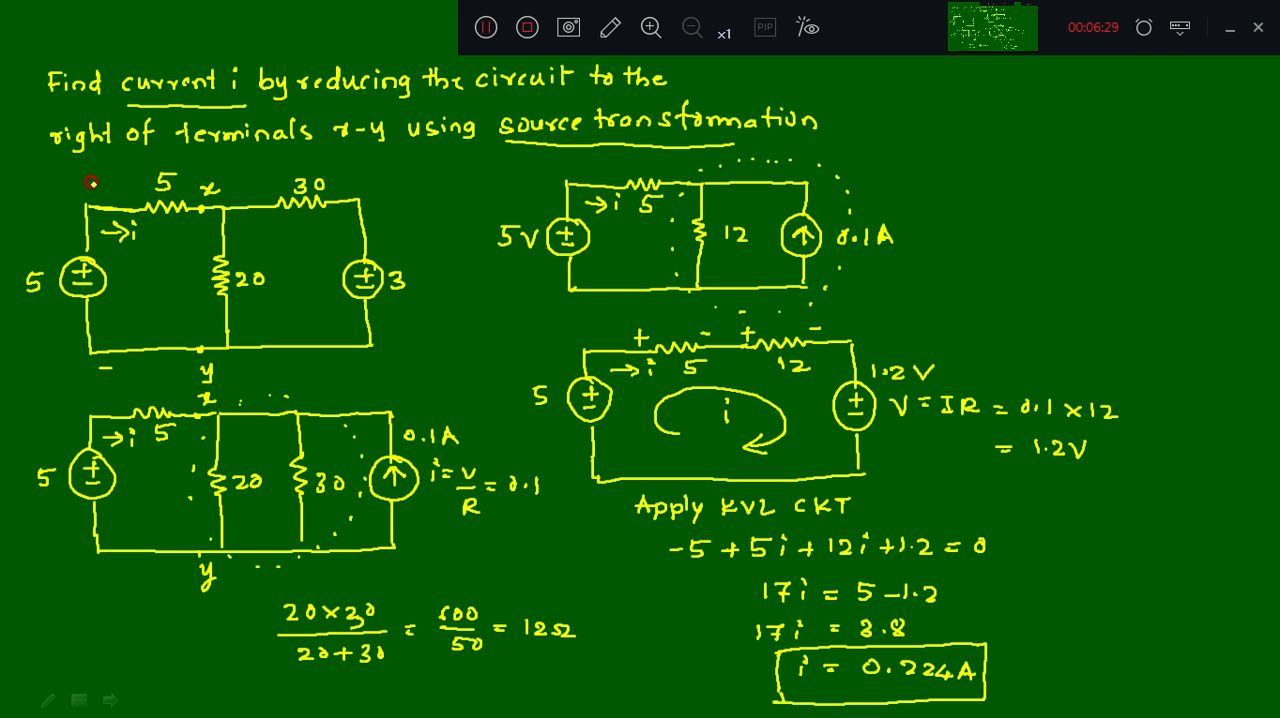 x1
PIP
00:06:29
Find current i by reducing the circuit to the
right of terminals x-y using source transformation
5 x 30
i
5 20 3
- y
5V i 5 12 0.1A
x
i 5
5 20 30 0.1A
i = V/R = 0.1
y
20×30/20+30 = 600/50 = 12Ω
+ - + -
i 5 12
5 i 1.2V
V = IR = 0.1×12
= 1.2V
Apply KVL CKT
-5+5i+12i+1.2 = 0
17i = 5-1.2
17i = 3.8
i = 0.224A